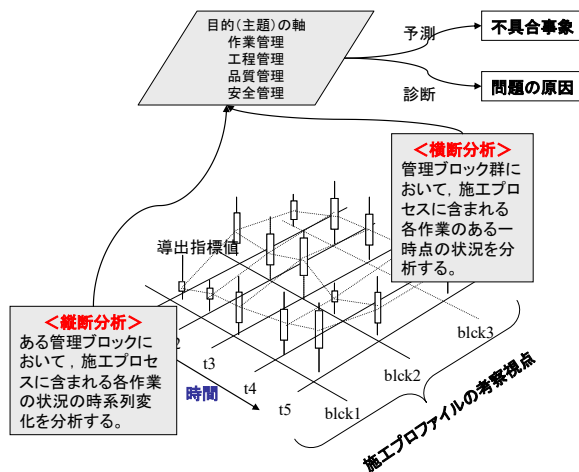 目的(主題)の軸
作業管理
工程管理
品質管理
安全管理
予測
診断
不具合事象
問題の原因
＜横断分析＞
管理ブロック群に
おいて，施工プロ
セスに含まれる
各作業のある一
時点の状況を分
析する。
導出指標値
＜縦断分析＞
ある管理ブロックに
おいて，施工プロセ
スに含まれる各作業
の状況の時系列変
化を分析する。
2
t3
t4
t5
時間
blck1
blck2
blck3
施工プロファイルの考察視点